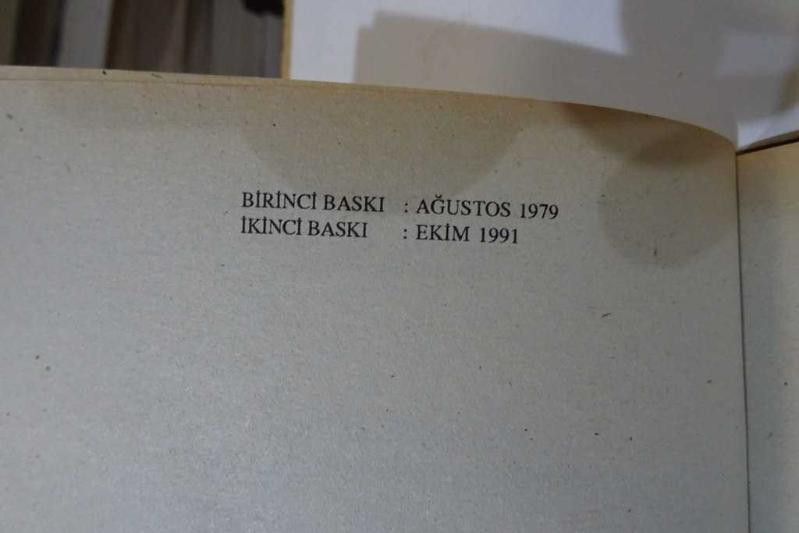 BİRİNCİ BASKI : AĞUSTOS 1979
İKİNCİ BASKI : EKİM 1991